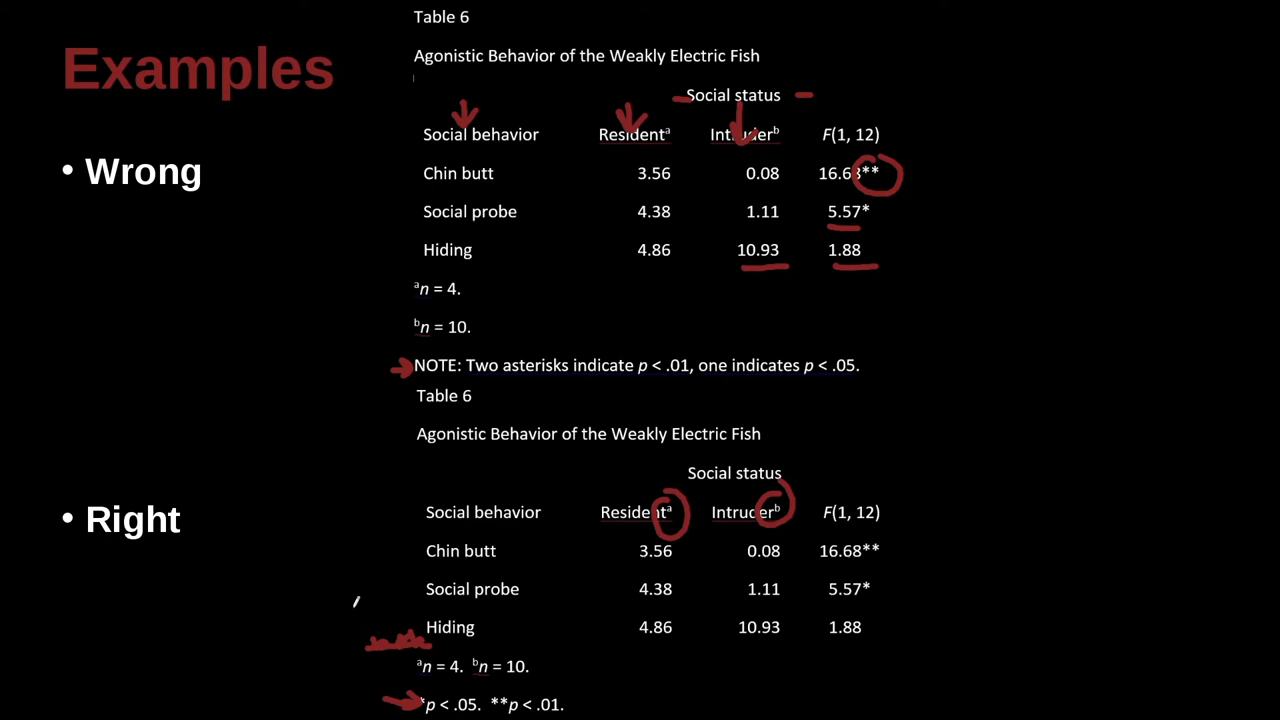 Examples
• Wrong
Table 6
Agonistic Behavior of the Weakly Electric Fish
Social status
Social behavior Residentᵃ Intruderᵇ F(1, 12)
Chin butt 3.56 0.08 16.68**
Social probe 4.38 1.11 5.57*
Hiding 4.86 10.93 1.88
ᵃn = 4.
ᵇn = 10.
NOTE: Two asterisks indicate p < .01, one indicates p < .05.
• Right
Table 6
Agonistic Behavior of the Weakly Electric Fish
Social status
Social behavior Residentᵃ Intruderᵇ F(1, 12)
Chin butt 3.56 0.08 16.68**
Social probe 4.38 1.11 5.57*
Hiding 4.86 10.93 1.88
ᵃn = 4. ᵇn = 10.
*p < .05. **p < .01.